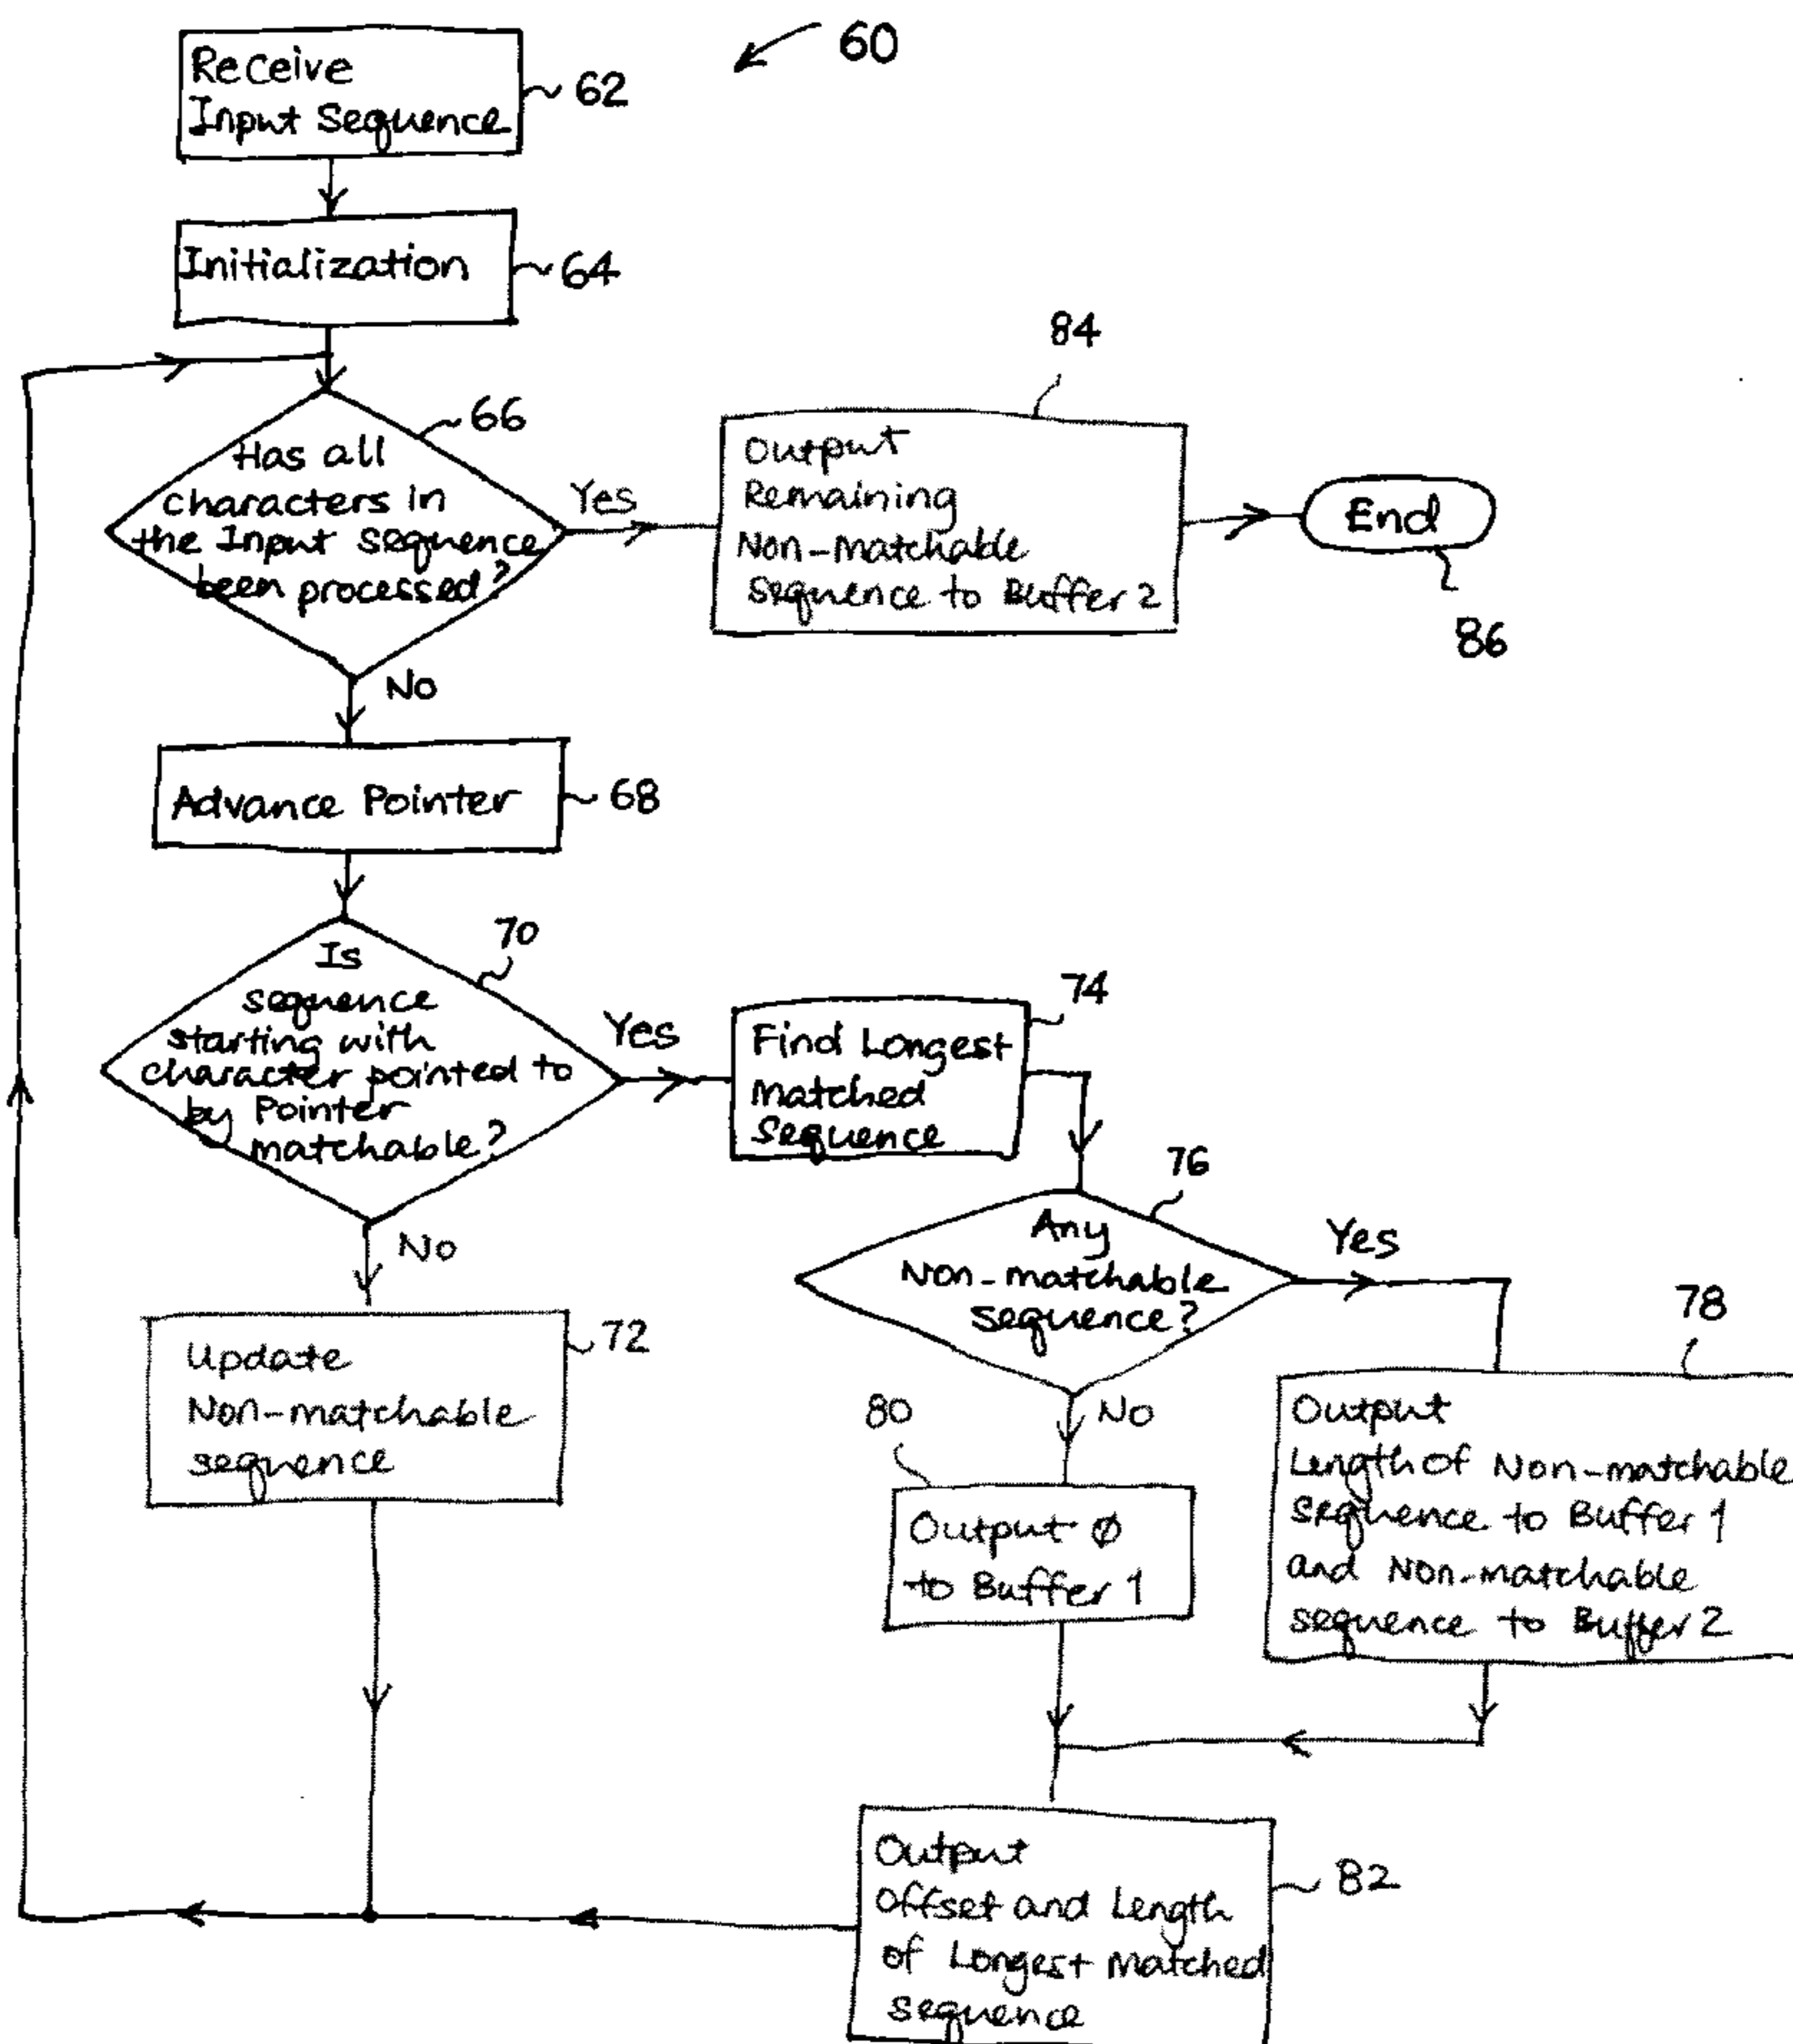 60
Receive
Input Sequence
62
Initialization
64
66
Has all
characters in
the Input sequence
been processed?
Yes
No
84
Output
Remaining
Non-matchable
sequence to Buffer 2
End
86
Advance Pointer
68
70
Is
sequence
starting with
character pointed to
by Pointer
matchable?
Yes
No
74
Find Longest
Matched
Sequence
76
Any
Non-matchable
sequence?
Yes
No
72
Update
Non-matchable
sequence
78
Output
Length of Non-matchable
sequence to Buffer 1
and Non-matchable
sequence to Buffer 2
80
Output Ø
to Buffer 1
82
Output
Offset and Length
of Longest Matched
sequence